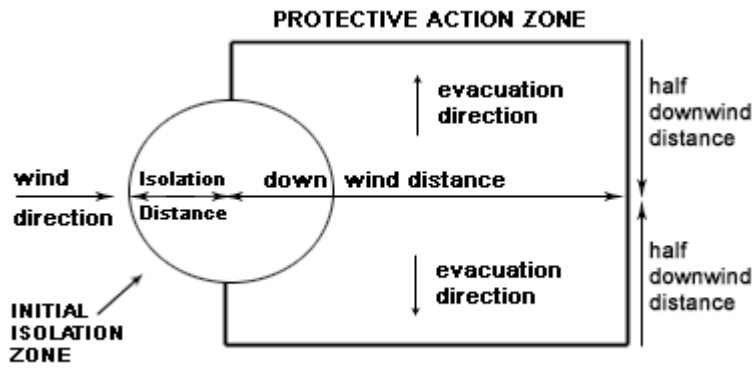 PROTECTIVE ACTION ZONE
evacuation
direction
half
downwind
distance
wind
direction
Isolation
Distance
down wind distance
evacuation
direction
half
downwind
distance
INITIAL
ISOLATION
ZONE